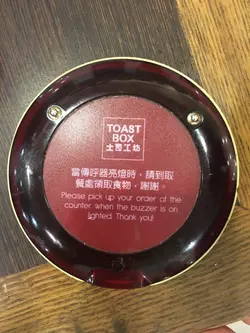 TOAST
BOX
土司工坊
當傳呼器亮燈時，請到取
餐處領取食物，謝謝。
Please pick up your order at the
counter when the buzzer is on
lighted. Thank you!